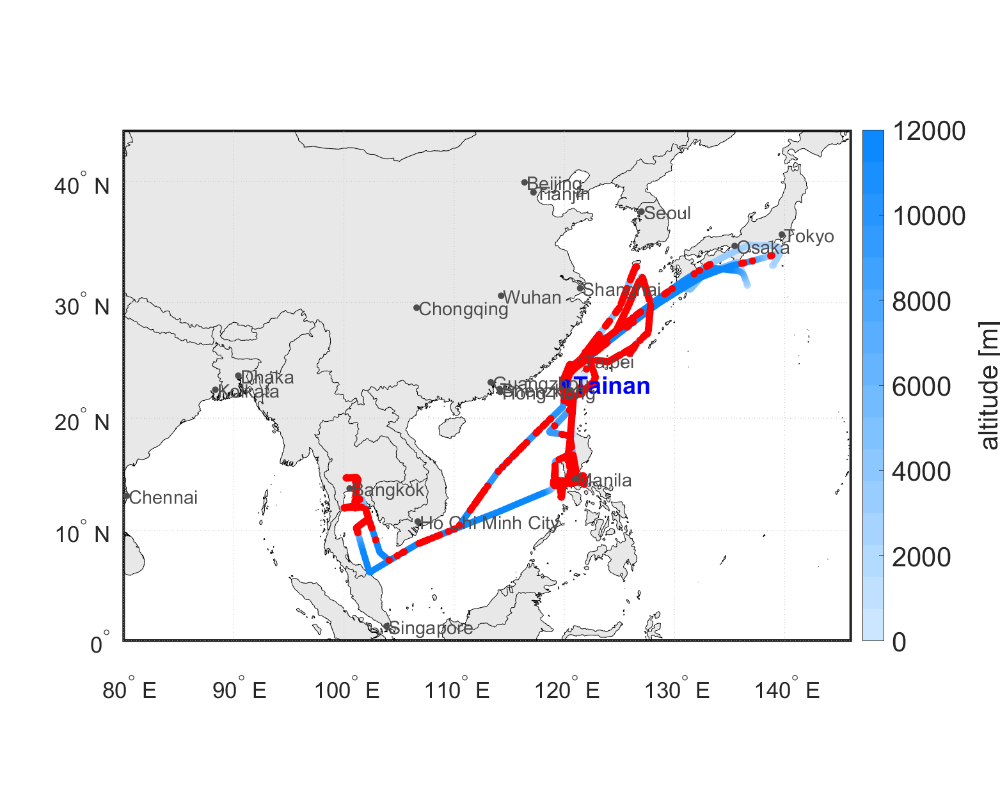 12000
10000
8000
6000
4000
2000
0
altitude [m]
40° N
30° N
20° N
10° N
0°
80° E
90° E
100° E
110° E
120° E
130° E
140° E
Beijing
Tianjin
Seoul
Tokyo
Osaka
Shanghai
Wuhan
Chongqing
Taipei
Dhaka
Kolkata
Guangzhou
Shenzhen
Hong Kong
Tainan
Manila
Bangkok
Chennai
Ho Chi Minh City
Singapore